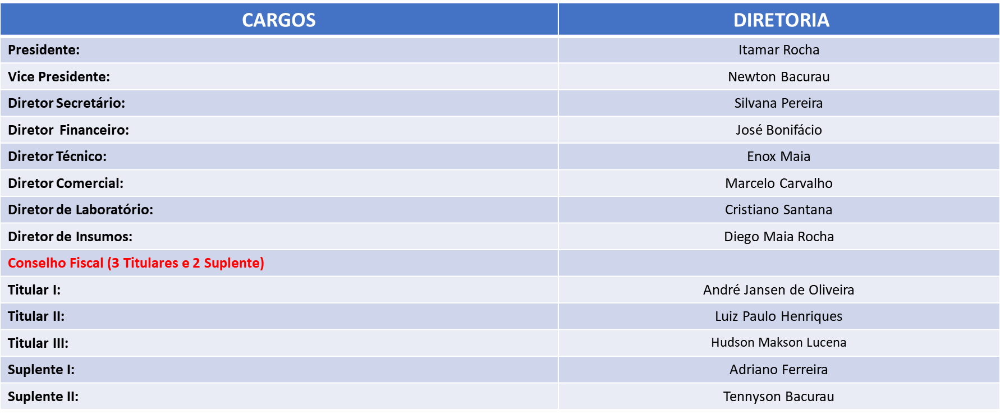 CARGOS DIRETORIA
Presidente: Itamar Rocha
Vice Presidente: Newton Bacurau
Diretor Secretário: Silvana Pereira
Diretor Financeiro: José Bonifácio
Diretor Técnico: Enox Maia
Diretor Comercial: Marcelo Carvalho
Diretor de Laboratório: Cristiano Santana
Diretor de Insumos: Diego Maia Rocha
Conselho Fiscal (3 Titulares e 2 Suplente)
Titular I: André Jansen de Oliveira
Titular II: Luiz Paulo Henriques
Titular III: Hudson Makson Lucena
Suplente I: Adriano Ferreira
Suplente II: Tennyson Bacurau